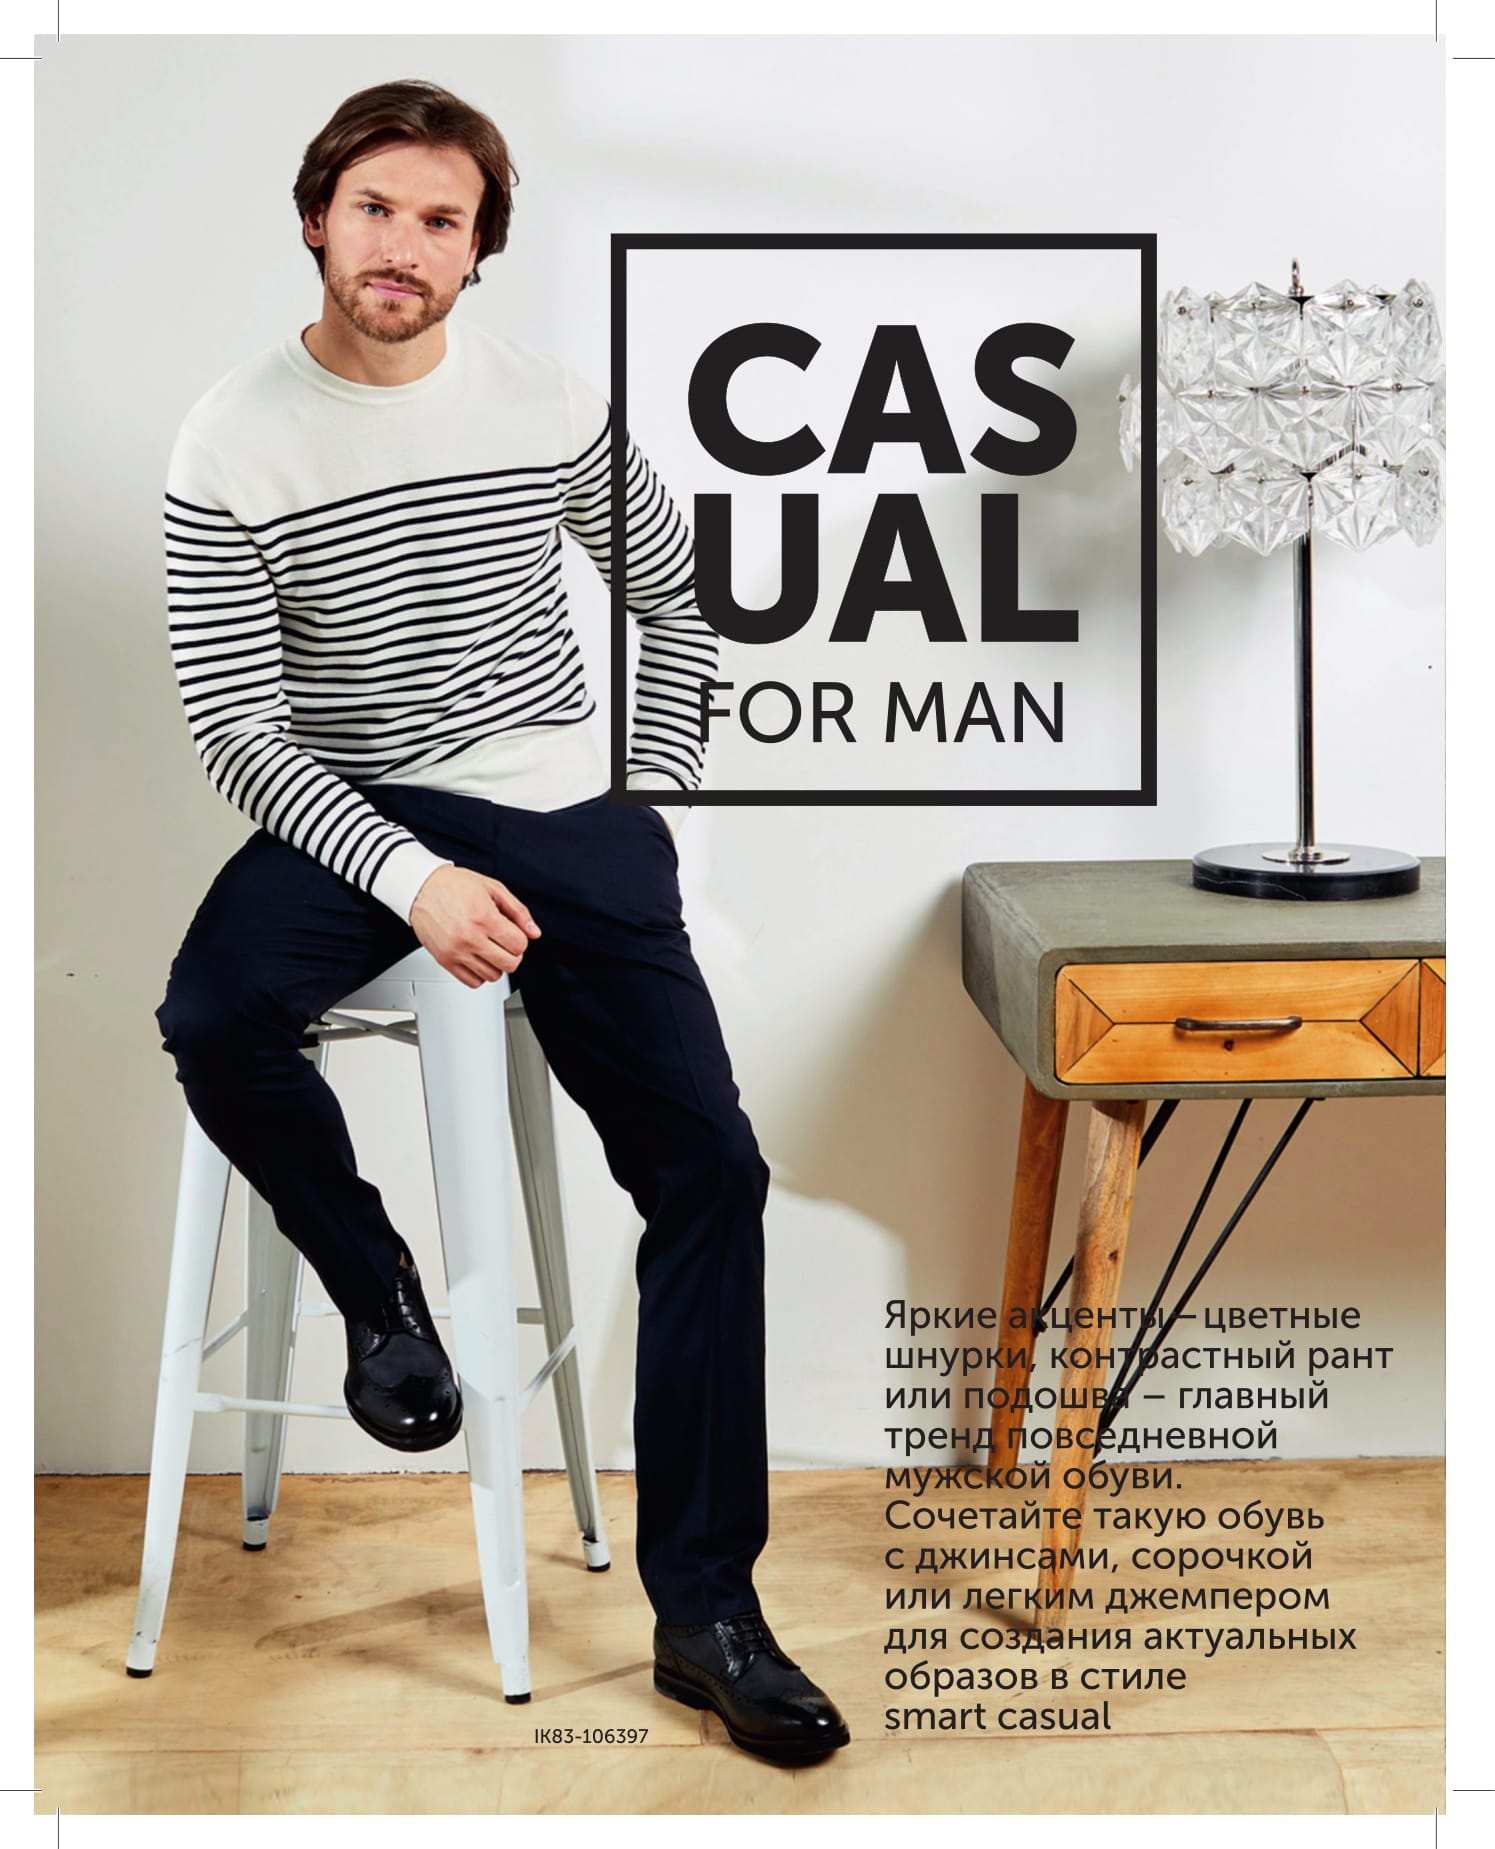 CAS
UAL
FOR MAN
Яркие акценты – цветные
шнурки, контрастный рант
или подошва – главный
тренд повседневной
мужской обуви.
Сочетайте такую обувь
с джинсами, сорочкой
или легким джемпером
для создания актуальных
образов в стиле
smart casual
IK83-106397